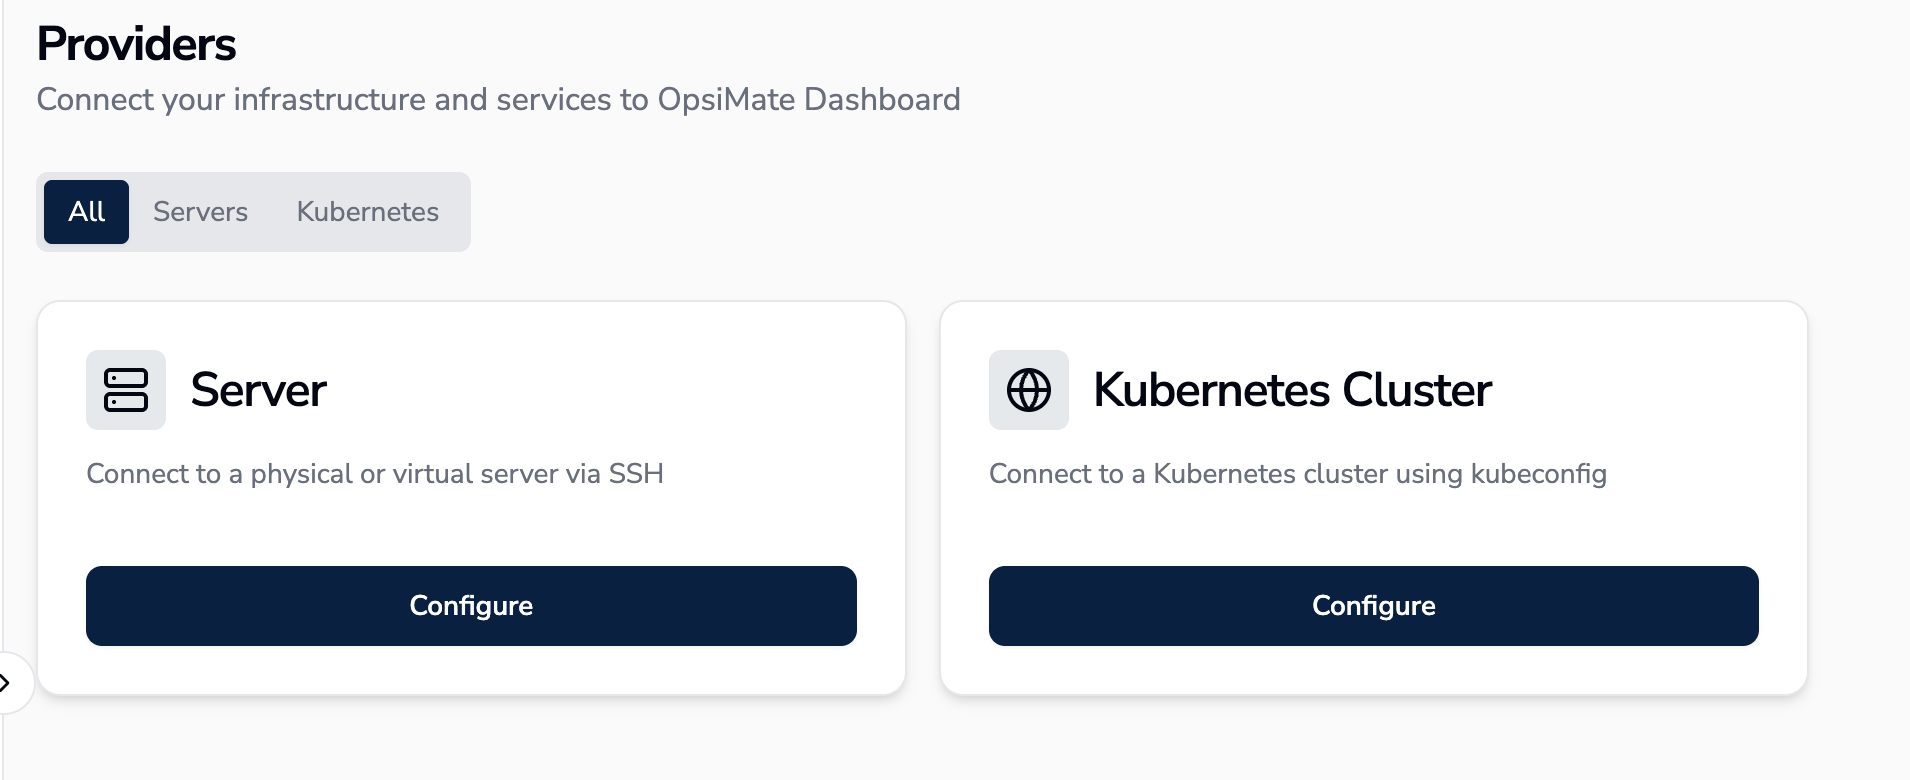 Providers
Connect your infrastructure and services to OpsiMate Dashboard
All Servers Kubernetes
Server
Connect to a physical or virtual server via SSH
Configure
Kubernetes Cluster
Connect to a Kubernetes cluster using kubeconfig
Configure